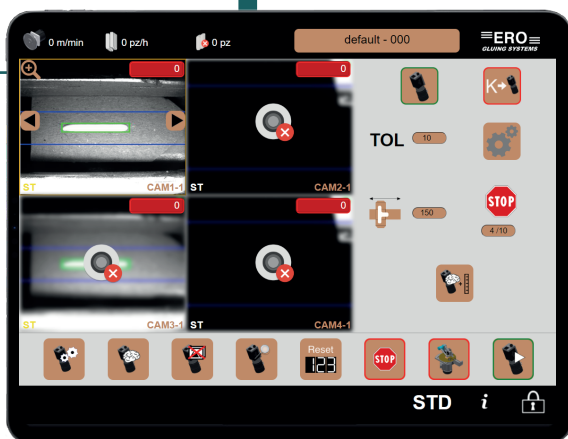 0 m/min
0 pz/h
0 pz
default - 000
ERO
GLUING SYSTEMS
0
0
K
TOL
10
ST
CAM1-1
ST
CAM2-1
0
0
150
STOP
4 /10
CAM3-1
ST
CAM4-1
ST
Reset
123
STOP
STD
i